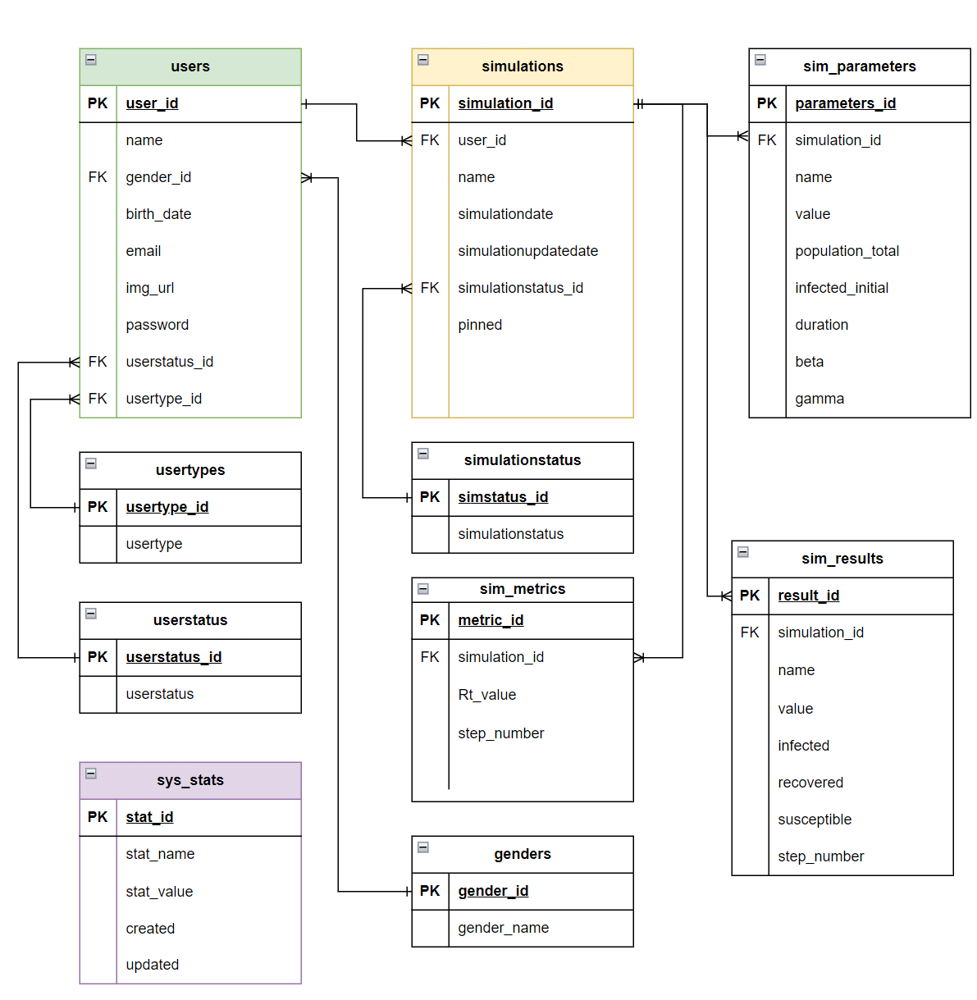 users
PK user_id
name
FK gender_id
birth_date
email
img_url
password
FK userstatus_id
FK usertype_id
simulations
PK simulation_id
FK user_id
name
simulationdate
simulationupdatedate
FK simulationstatus_id
pinned
sim_parameters
PK parameters_id
FK simulation_id
name
value
population_total
infected_initial
duration
beta
gamma
usertypes
PK usertype_id
usertype
simulationstatus
PK simstatus_id
simulationstatus
userstatus
PK userstatus_id
userstatus
sim_metrics
PK metric_id
FK simulation_id
Rt_value
step_number
sim_results
PK result_id
FK simulation_id
name
value
infected
recovered
susceptible
step_number
sys_stats
PK stat_id
stat_name
stat_value
created
updated
genders
PK gender_id
gender_name